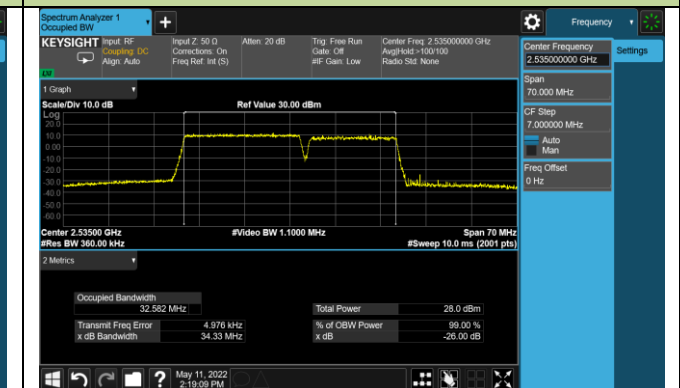 Spectrum Analyzer 1
Occupied BW
Frequency
KEYSIGHT
Input: RF
Coupling: DC
Align: Auto
Input Z: 50 Ω
Corrections: On
Freq Ref: Int (S)
Atten: 20 dB
Trig: Free Run
Gate: Off
#IF Gain: Low
Center Freq: 2.535000000 GHz
Avg|Hold:>100/100
Radio Std: None
Center Frequency
2.535000000 GHz
Settings
Span
70.000 MHz
CF Step
7.000000 MHz
Auto
Man
Freq Offset
0 Hz
1 Graph
Scale/Div 10.0 dB
Ref Value 30.00 dBm
Log
20.0
10.0
0.00
-10.0
-20.0
-30.0
-40.0
-50.0
-60.0
Center 2.53500 GHz
#Video BW 1.1000 MHz
Span 70 MHz
#Res BW 360.00 kHz
#Sweep 10.0 ms (2001 pts)
2 Metrics
Occupied Bandwidth
32.582 MHz
Total Power
28.0 dBm
Transmit Freq Error
4.976 kHz
% of OBW Power
99.00 %
x dB Bandwidth
34.33 MHz
x dB
-26.00 dB
May 11, 2022
2:19:09 PM